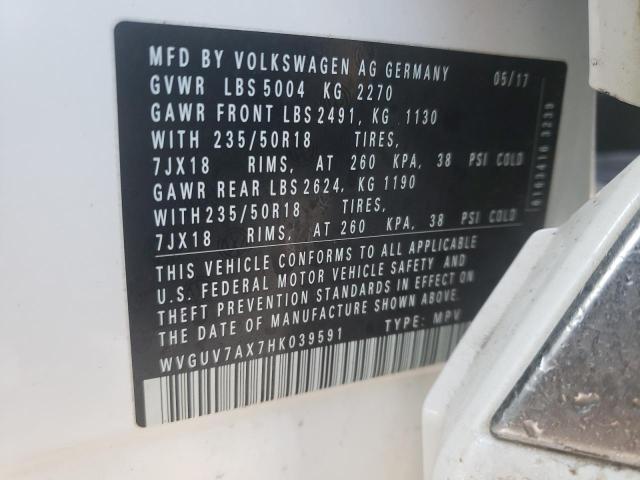 MFD BY VOLKSWAGEN AG GERMANY 05/17
GVWR LBS 5004 KG 2270
GAWR FRONT LBS 2491, KG 1130
WITH 235/50R18 TIRES,
7JX18 RIMS, AT 260 KPA, 38 PSI COLD
GAWR REAR LBS 2624, KG 1190
WITH 235/50R18 TIRES,
7JX18 RIMS, AT 260 KPA, 38 PSI COLD
THIS VEHICLE CONFORMS TO ALL APPLICABLE
U.S. FEDERAL MOTOR VEHICLE SAFETY AND
THEFT PREVENTION STANDARDS IN EFFECT ON
THE DATE OF MANUFACTURE SHOWN ABOVE.
WVGUV7AX7HK039591 TYPE: MPV